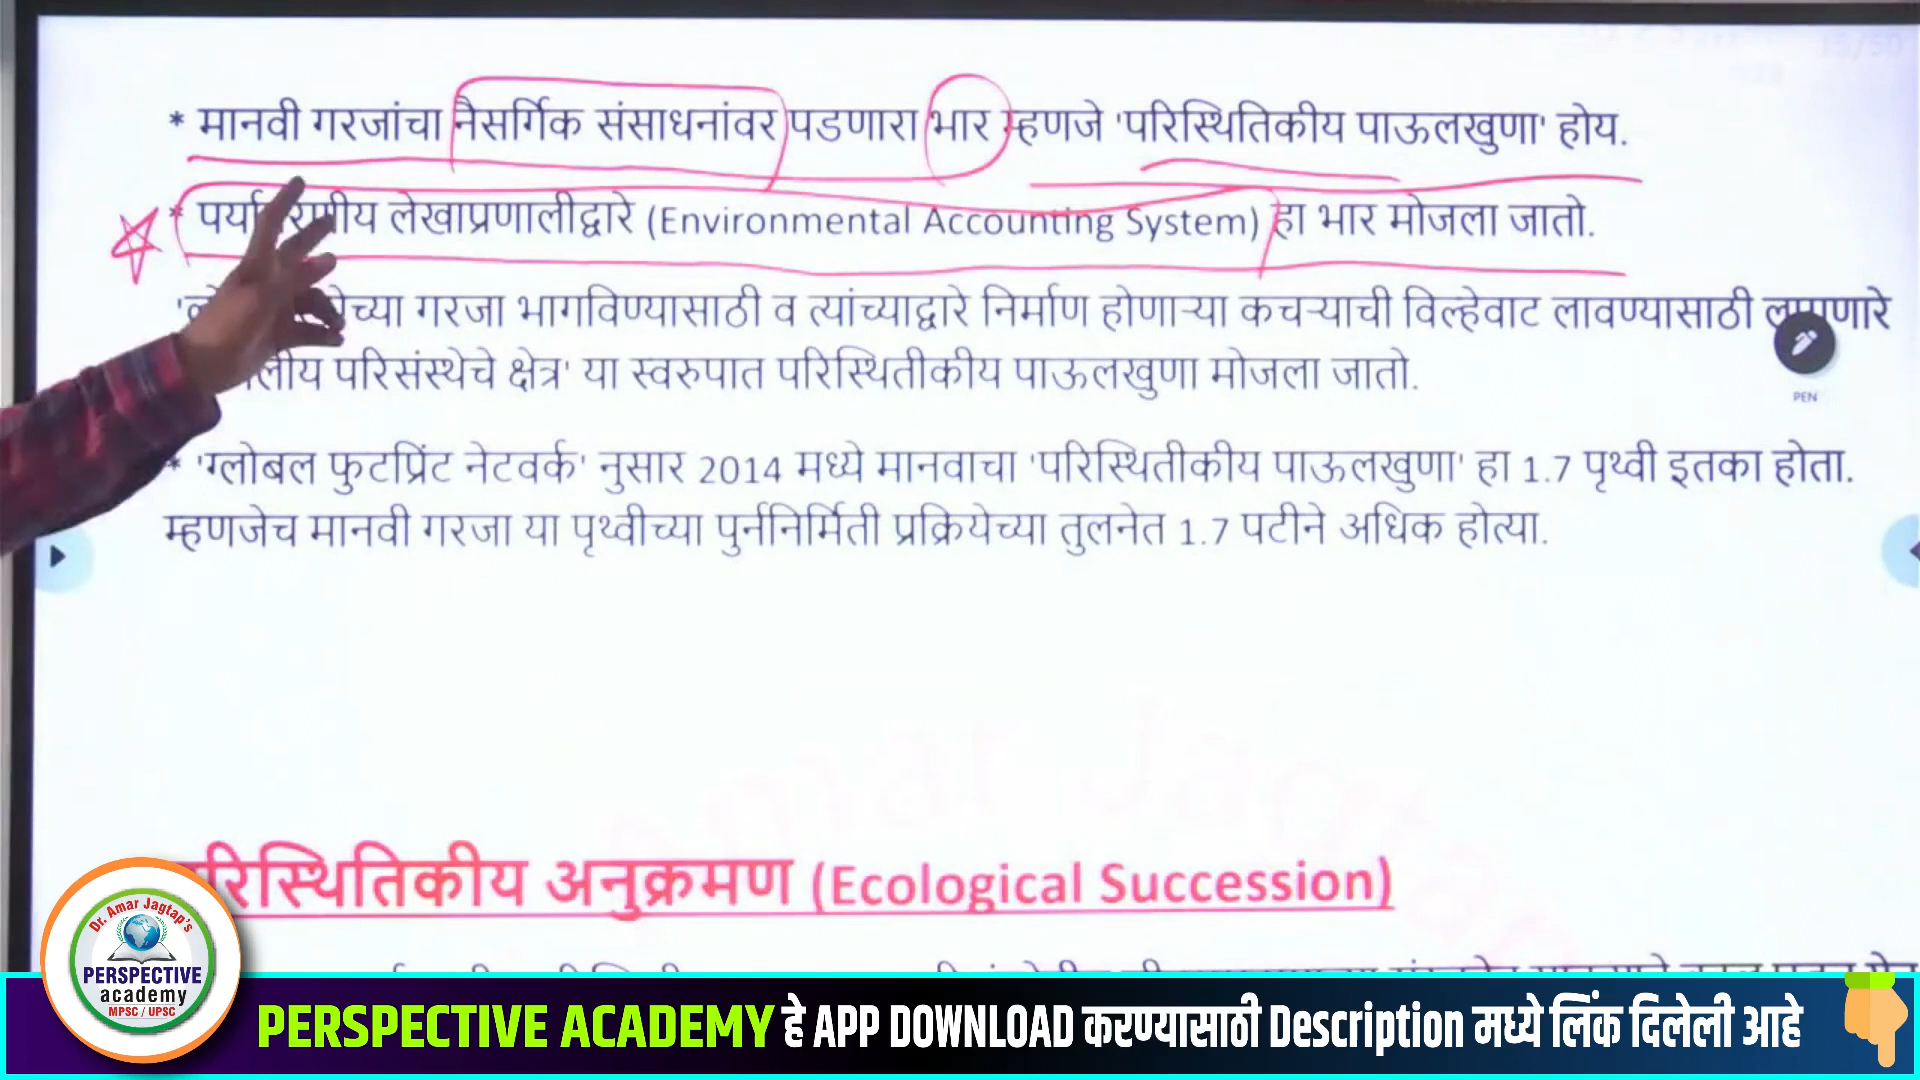 * मानवी गरजांचा नैसर्गिक संसाधनांवर पडणारा भार म्हणजे 'परिस्थितिकीय पाऊलखुणा' होय.
* लेखाप्रणालीद्वारे (Environmental Accounting System) हा भार मोजला जातो.
गरजा भागविण्यासाठी व त्यांच्याद्वारे निर्माण होणाऱ्या कचऱ्याची विल्हेवाट लावण्यासाठी
परिसंस्थेचे क्षेत्र' या स्वरुपात परिस्थितीकीय पाऊलखुणा मोजला जातो.
PEN
* 'ग्लोबल फुटप्रिंट नेटवर्क' नुसार 2014 मध्ये मानवाचा 'परिस्थितीकीय पाऊलखुणा' हा 1.7 पृथ्वी इतका होता.
म्हणजेच मानवी गरजा या पृथ्वीच्या पुर्ननिर्मिती प्रक्रियेच्या तुलनेत 1.7 पटीने अधिक होत्या.
अनुक्रमण (Ecological Succession)
Dr. Amar Jagtap's
PERSPECTIVE
academy
MPSC / UPSC
PERSPECTIVE ACADEMY हे APP DOWNLOAD करण्यासाठी Description मध्ये लिंक दिलेली आहे